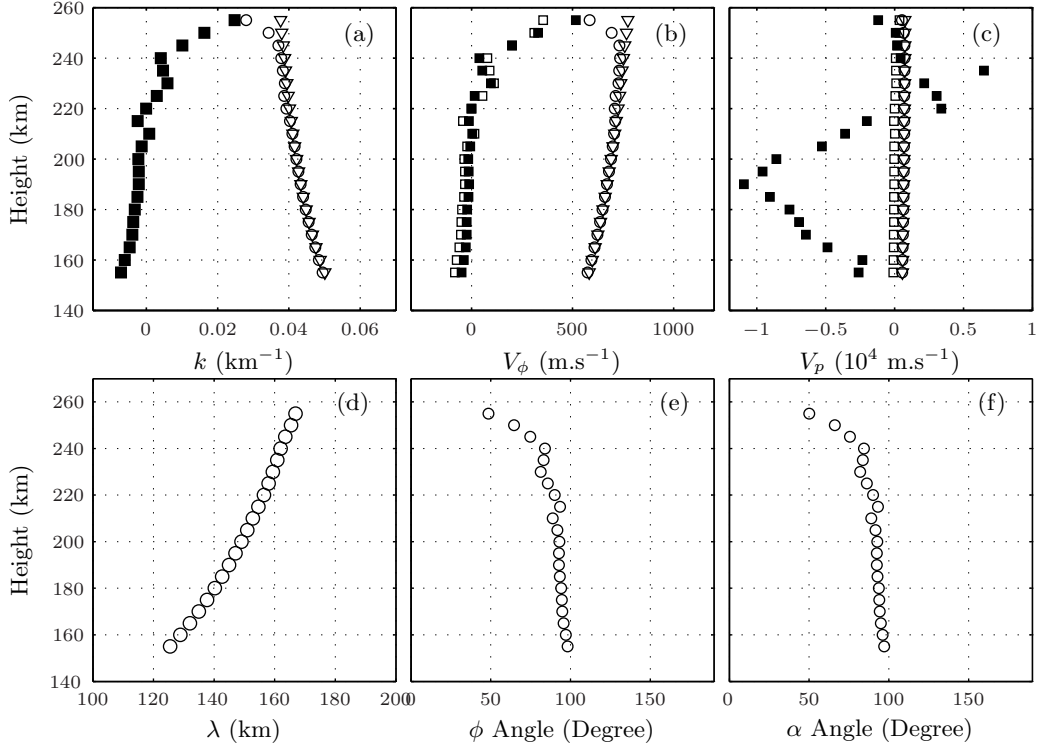 260
240
220
200
180
160
140
Height (km)
(a)
0
0.02
0.04
0.06
k (km⁻¹)
(b)
0
500
1000
V_ϕ (m.s⁻¹)
(c)
−1
−0.5
0
0.5
1
V_p (10⁴ m.s⁻¹)
260
240
220
200
180
160
140
Height (km)
(d)
100
120
140
160
180
200
λ (km)
(e)
0
50
100
150
ϕ Angle (Degree)
(f)
0
50
100
150
α Angle (Degree)